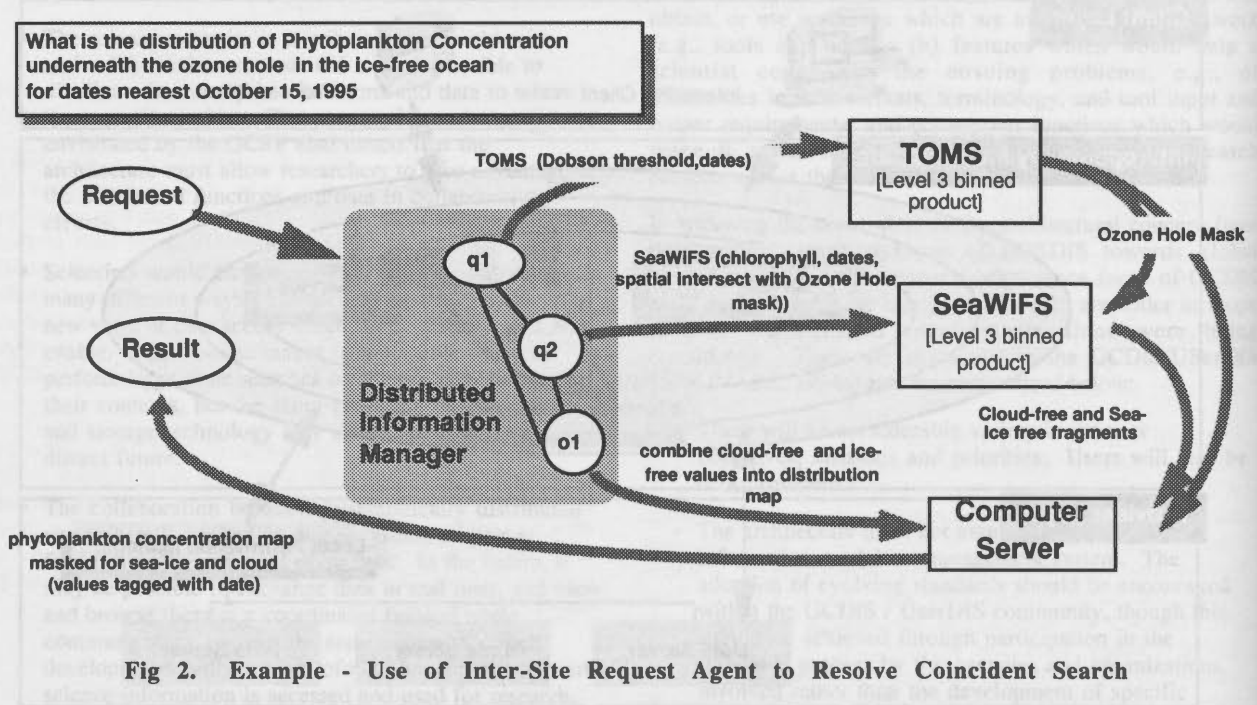 What is the distribution of Phytoplankton Concentration
underneath the ozone hole in the ice-free ocean
for dates nearest October 15, 1995
TOMS (Dobson threshold,dates)
TOMS
[Level 3 binned
product]
Request
Ozone Hole Mask
q1
SeaWiFS (chlorophyll, dates,
spatial intersect with Ozone Hole
mask))
SeaWiFS
[Level 3 binned
product]
q2
Result
Distributed
Information
Manager
o1
Cloud-free and Sea-
Ice free fragments
combine cloud-free and ice-
free values into distribution
map
Computer
Server
phytoplankton concentration map
masked for sea-ice and cloud
(values tagged with date)
Fig 2. Example - Use of Inter-Site Request Agent to Resolve Coincident Search